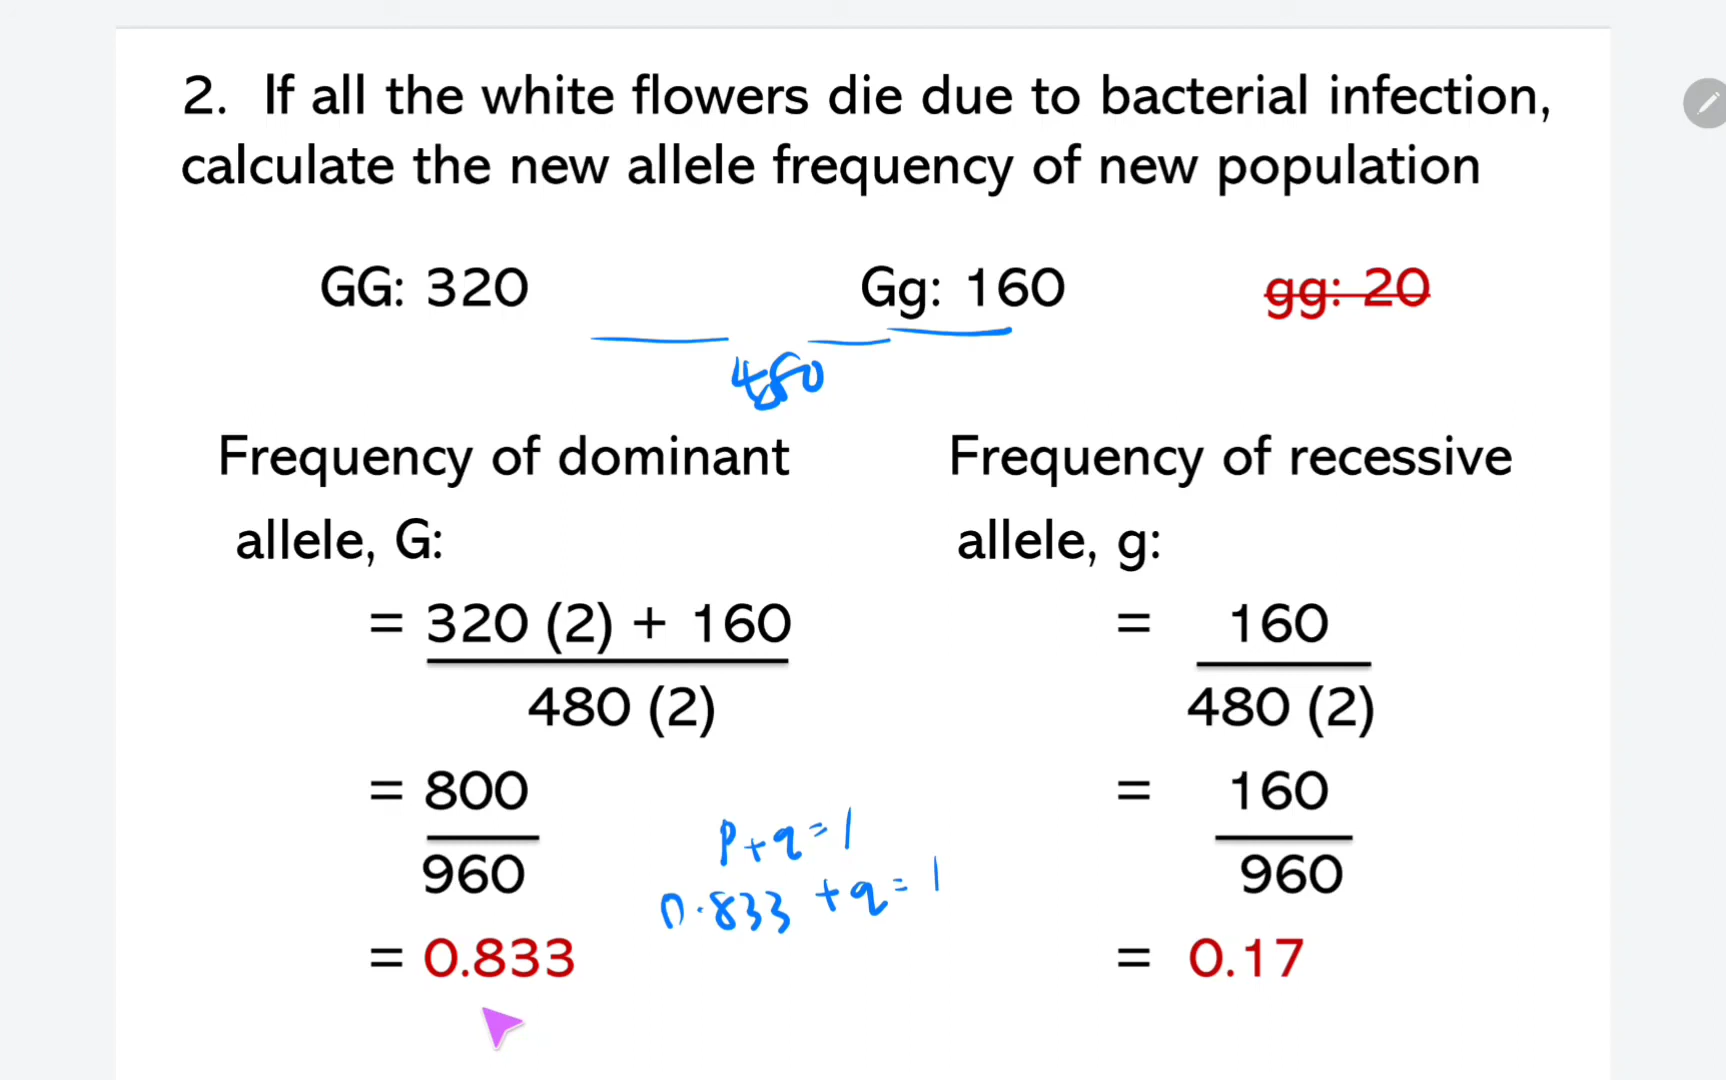 2. If all the white flowers die due to bacterial infection,
calculate the new allele frequency of new population
GG: 320 Gg: 160 gg: 20
480
Frequency of dominant
allele, G:
= 320 (2) + 160
480 (2)
= 800
960
= 0.833
p+q=1
0.833 +q=1
Frequency of recessive
allele, g:
= 160
480 (2)
= 160
960
= 0.17